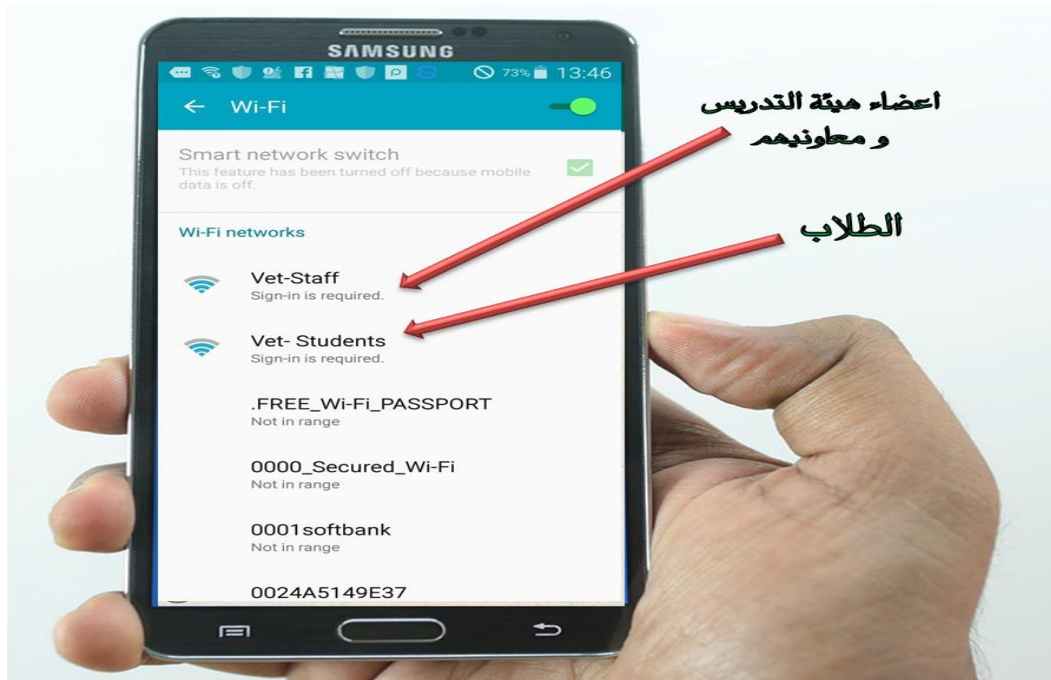 SAMSUNG
73% 13:46
Wi-Fi
Smart network switch
This feature has been turned off because mobile
data is off.
Wi-Fi networks
Vet-Staff
Sign-in is required.
Vet- Students
Sign-in is required.
.FREE_Wi-Fi_PASSPORT
Not in range
0000_Secured_Wi-Fi
Not in range
0001softbank
Not in range
0024A5149E37
اعضاء هيئة التدريس
و معاونيهم
الطلاب